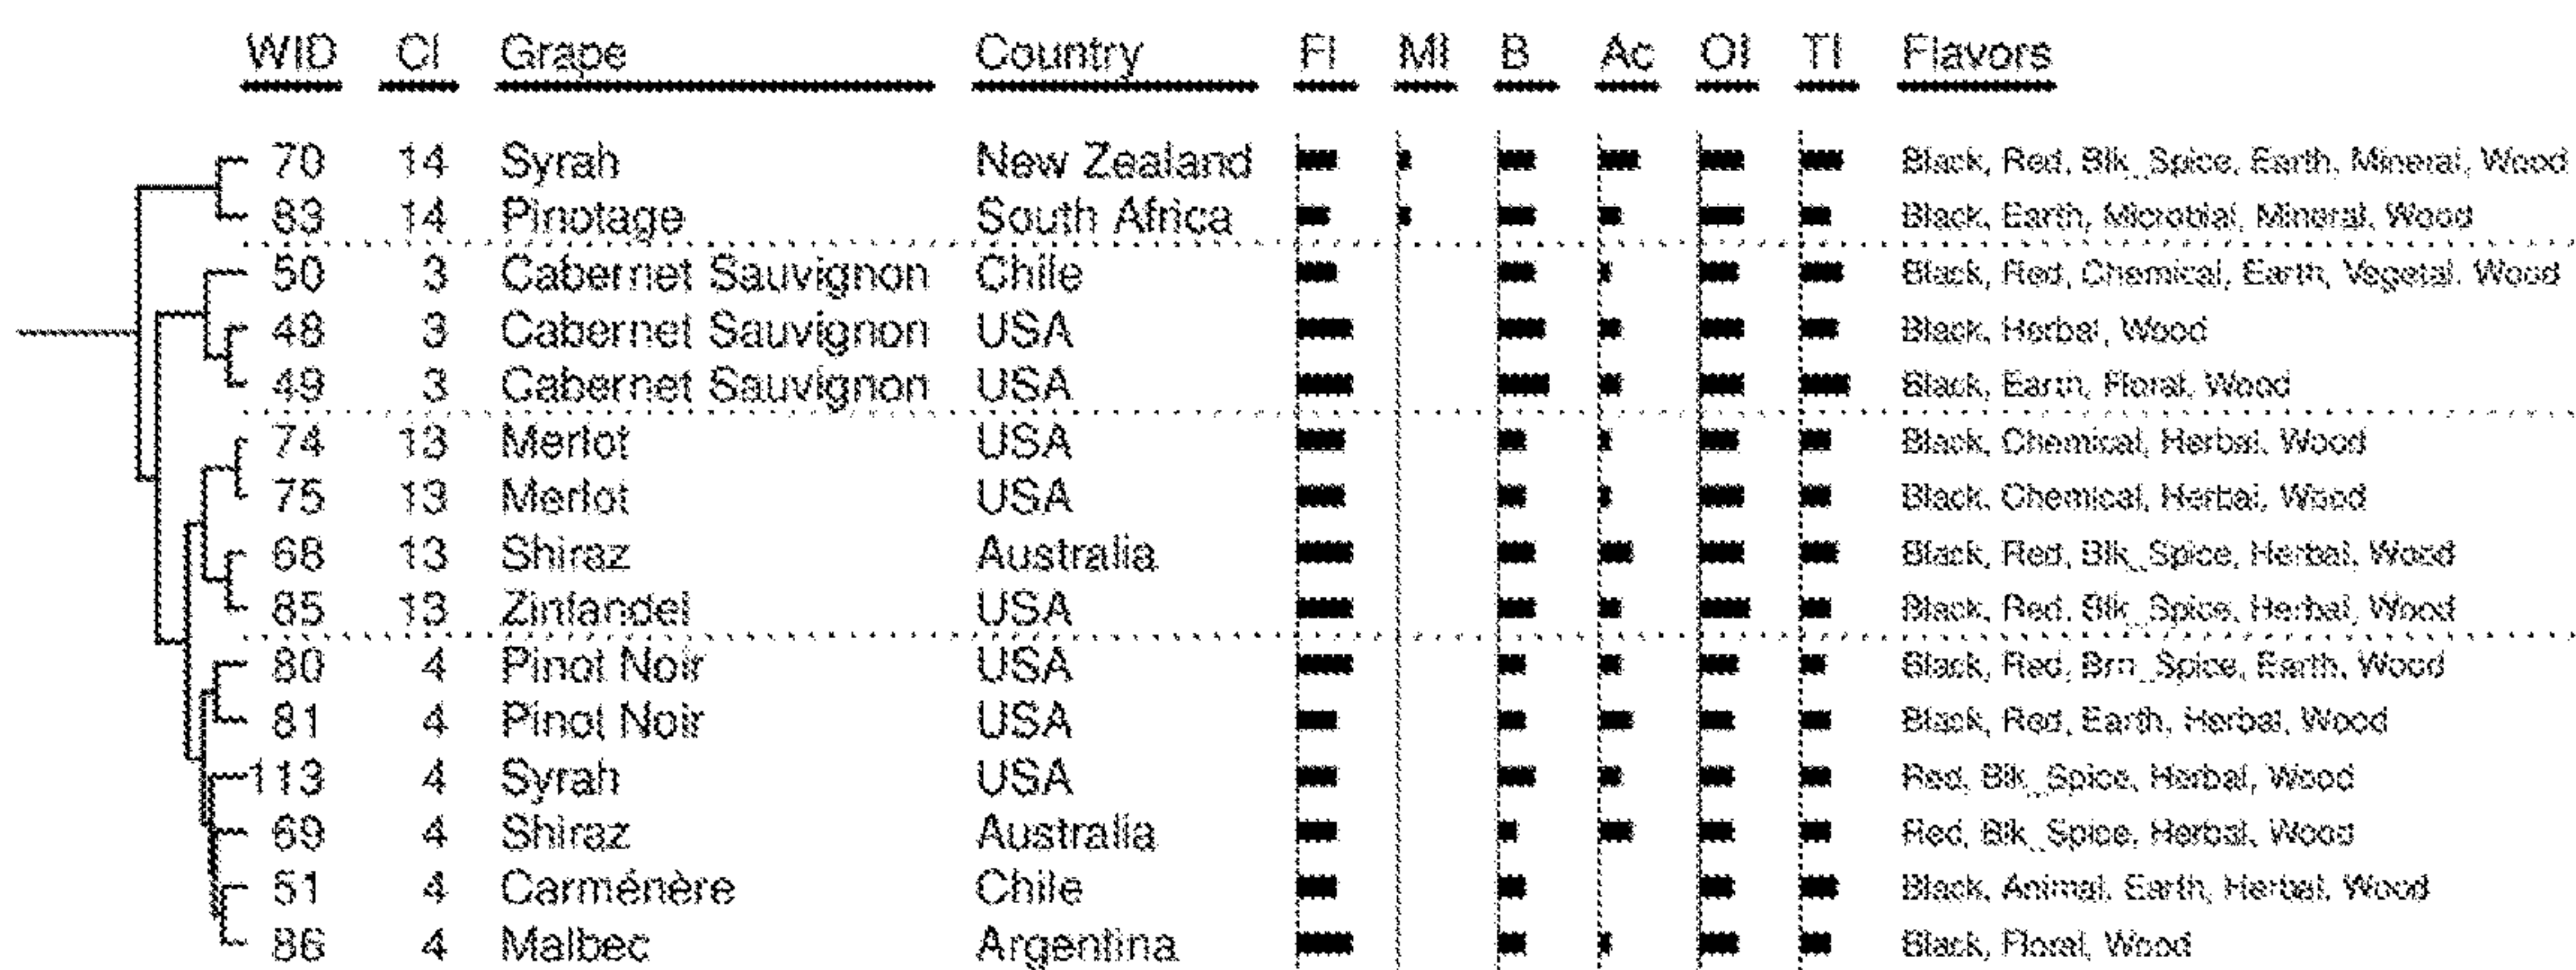 WID Cl Grape Country FI MI B Ac OI TI Flavors
70 14 Syrah New Zealand Black, Red, Blk_Spice, Earth, Mineral, Wood
83 14 Pinotage South Africa Black, Earth, Microbial, Mineral, Wood
50 3 Cabernet Sauvignon Chile Black, Red, Chemical, Earth, Vegetal, Wood
48 3 Cabernet Sauvignon USA Black, Herbal, Wood
49 3 Cabernet Sauvignon USA Black, Earth, Floral, Wood
74 13 Merlot USA Black, Chemical, Herbal, Wood
75 13 Merlot USA Black, Chemical, Herbal, Wood
68 13 Shiraz Australia Black, Red, Blk_Spice, Herbal, Wood
85 13 Zinfandel USA Black, Red, Blk_Spice, Herbal, Wood
80 4 Pinot Noir USA Black, Red, Brn_Spice, Earth, Wood
81 4 Pinot Noir USA Black, Red, Earth, Herbal, Wood
113 4 Syrah USA Red, Blk_Spice, Herbal, Wood
69 4 Shiraz Australia Red, Blk_Spice, Herbal, Wood
51 4 Carménère Chile Black, Animal, Earth, Herbal, Wood
86 4 Malbec Argentina Black, Floral, Wood